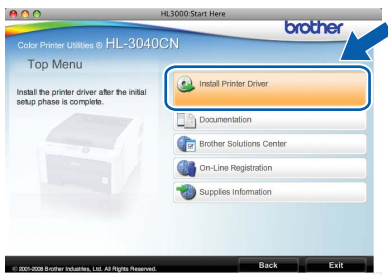 HL3000:Start Here
brother
Color Printer Utilities @ HL-3040CN
Top Menu
Install the printer driver after the initial
setup phase is complete.
Install Printer Driver
Documentation
Brother Solutions Center
On-Line Registration
Supplies Information
© 2001-2008 Brother Industries, Ltd. All Rights Reserved.
Back
Exit